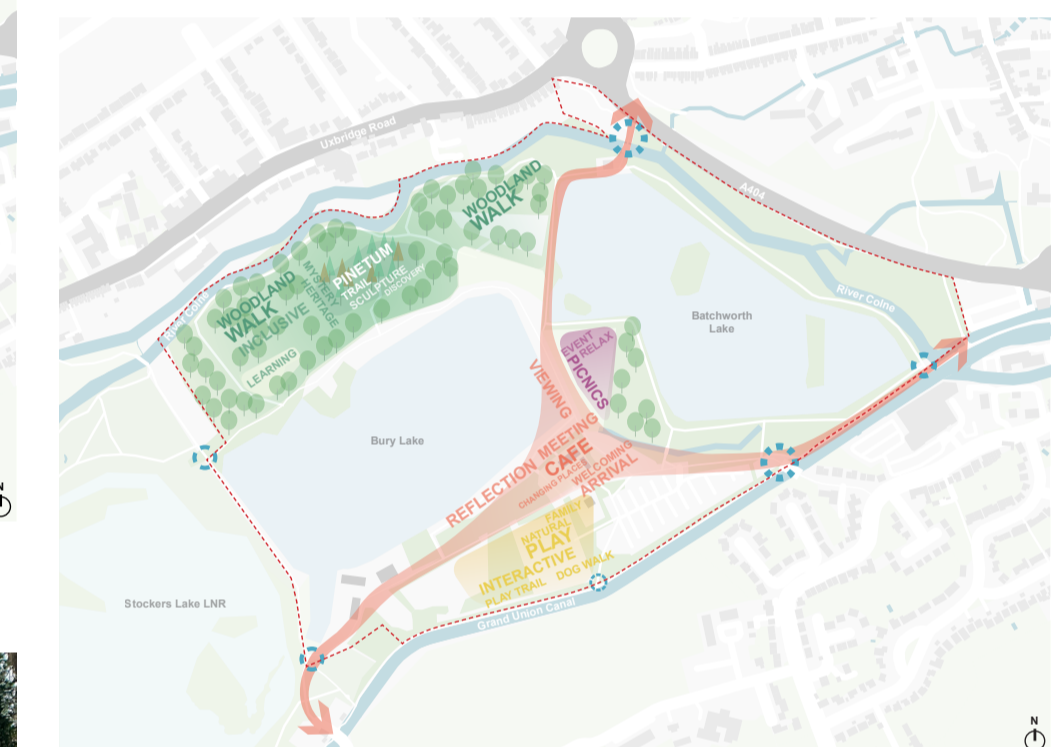 Uxbridge Road
A404
WOODLAND
WALK
PINETUM
TRAIL
SCULPTURE
DISCOVERY
MYSTERY
HERITAGE
WOODLAND
WALK
INCLUSIVE
LEARNING
River Colne
River Colne
Batchworth
Lake
EVENT
RELAX
PICNICS
VIEWING
Bury Lake
REFLECTION MEETING
CAFE
CHANGING PLACES
WELCOMING
ARRIVAL
FAMILY
NATURAL
PLAY
INTERACTIVE
PLAY TRAIL DOG WALK
Grand Union Canal
Stockers Lake LNR
N
N